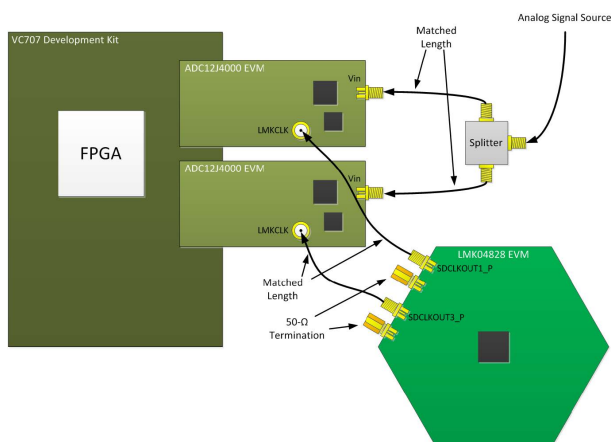 Analog Signal Source
VC707 Development Kit
Matched
Length
ADC12J4000 EVM
Vin
LMKCLK
FPGA
Splitter
ADC12J4000 EVM
Vin
LMKCLK
LMK04828 EVM
SDCLKOUT1_P
Matched
Length
50-Ω
Termination
SDCLKOUT3_P